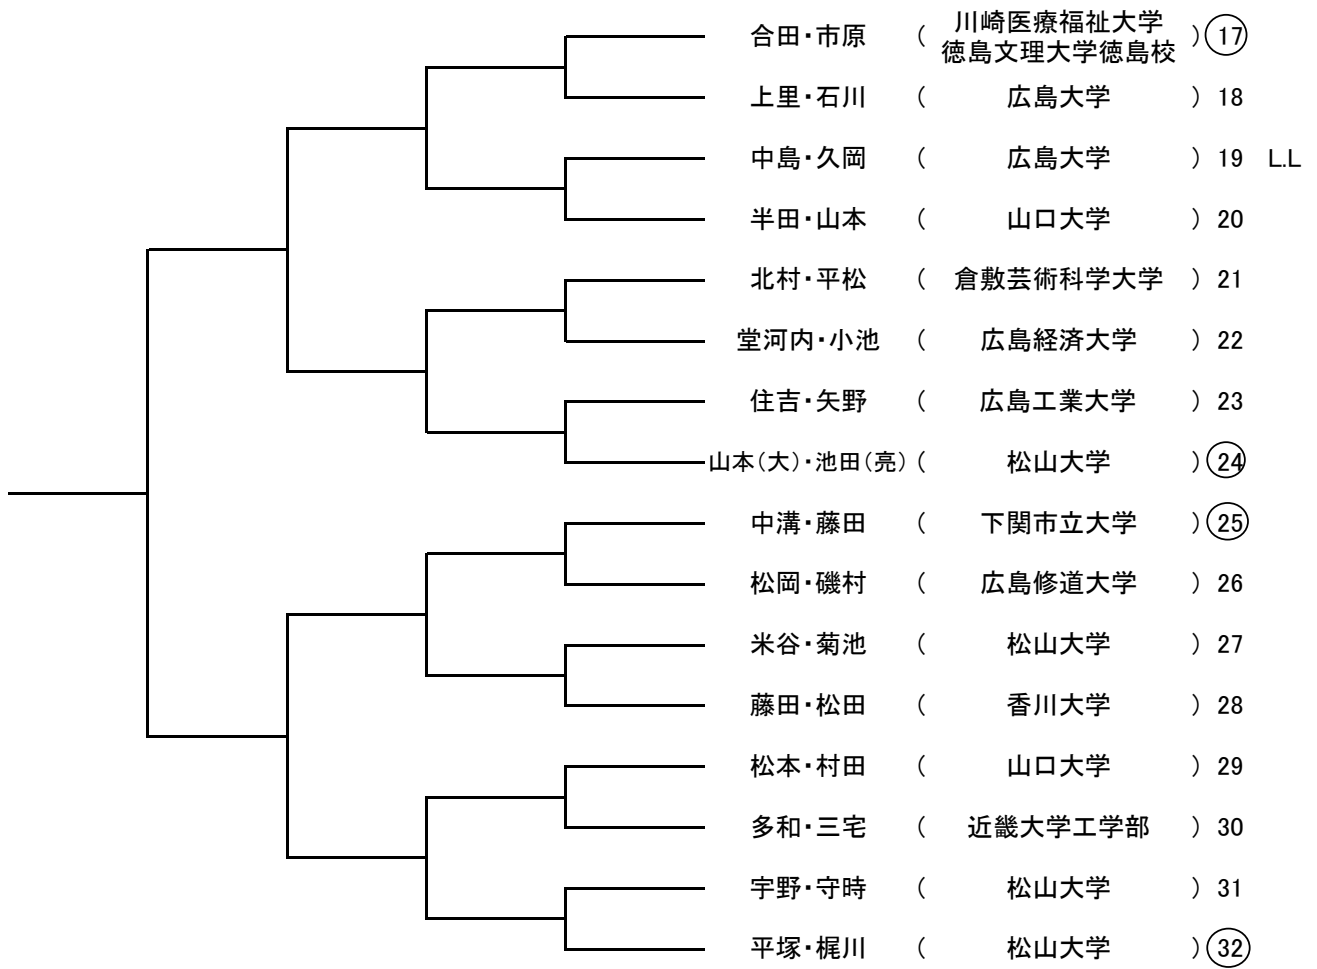 合田・市原 ( 川崎医療福祉大学
徳島文理大学徳島校 ) 17
上里・石川 ( 広島大学 ) 18
中島・久岡 ( 広島大学 ) 19 L.L
半田・山本 ( 山口大学 ) 20
北村・平松 ( 倉敷芸術科学大学 ) 21
堂河内・小池 ( 広島経済大学 ) 22
住吉・矢野 ( 広島工業大学 ) 23
山本(大)・池田(亮) ( 松山大学 ) 24
中溝・藤田 ( 下関市立大学 ) 25
松岡・磯村 ( 広島修道大学 ) 26
米谷・菊池 ( 松山大学 ) 27
藤田・松田 ( 香川大学 ) 28
松本・村田 ( 山口大学 ) 29
多和・三宅 ( 近畿大学工学部 ) 30
宇野・守時 ( 松山大学 ) 31
平塚・梶川 ( 松山大学 ) 32